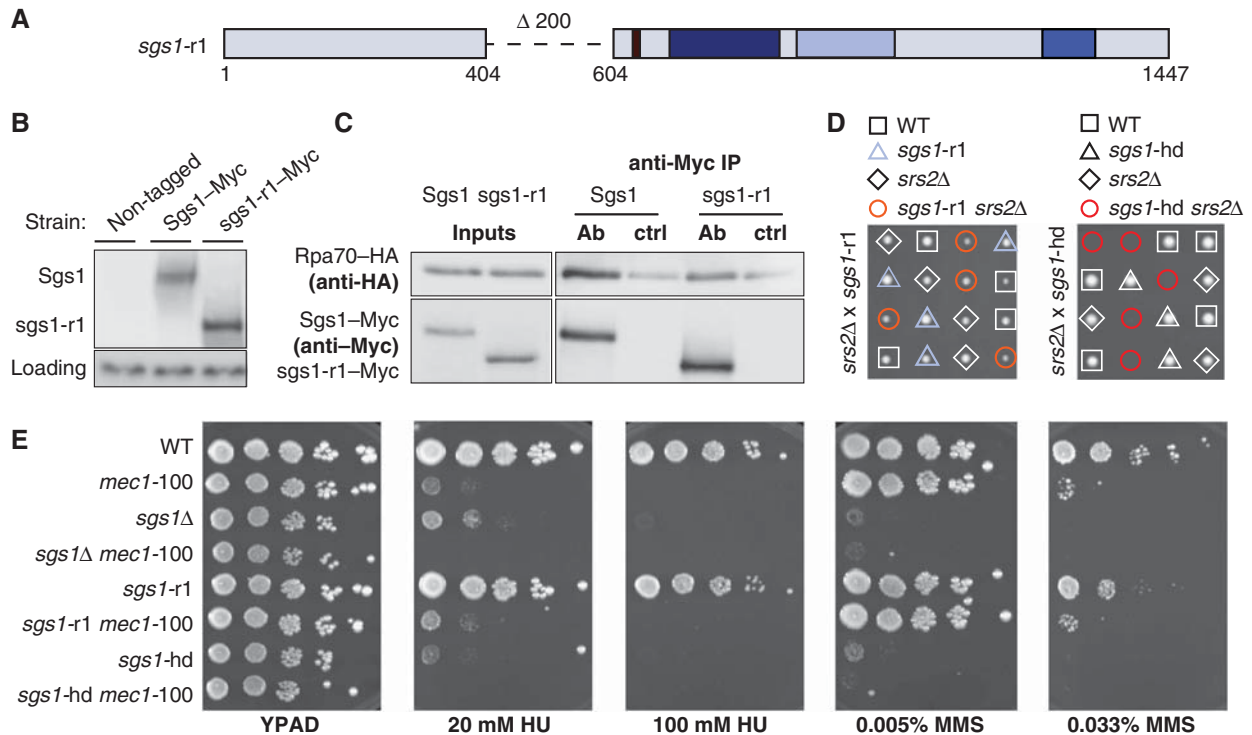 A
sgs1-r1
Δ 200
1
404
604
1447
B
Strain:
Non-tagged
Sgs1–Myc
sgs1-r1–Myc
Sgs1
sgs1-r1
Loading
C
anti-Myc IP
Sgs1 sgs1-r1
Sgs1
sgs1-r1
Inputs
Ab
ctrl
Ab
ctrl
Rpa70–HA
(anti-HA)
Sgs1–Myc
(anti–Myc)
sgs1-r1–Myc
D
WT
sgs1-r1
srs2Δ
sgs1-r1 srs2Δ
srs2Δ x sgs1-r1
WT
sgs1-hd
srs2Δ
sgs1-hd srs2Δ
srs2Δ x sgs1-hd
E
WT
mec1-100
sgs1Δ
sgs1Δ mec1-100
sgs1-r1
sgs1-r1 mec1-100
sgs1-hd
sgs1-hd mec1-100
YPAD
20 mM HU
100 mM HU
0.005% MMS
0.033% MMS